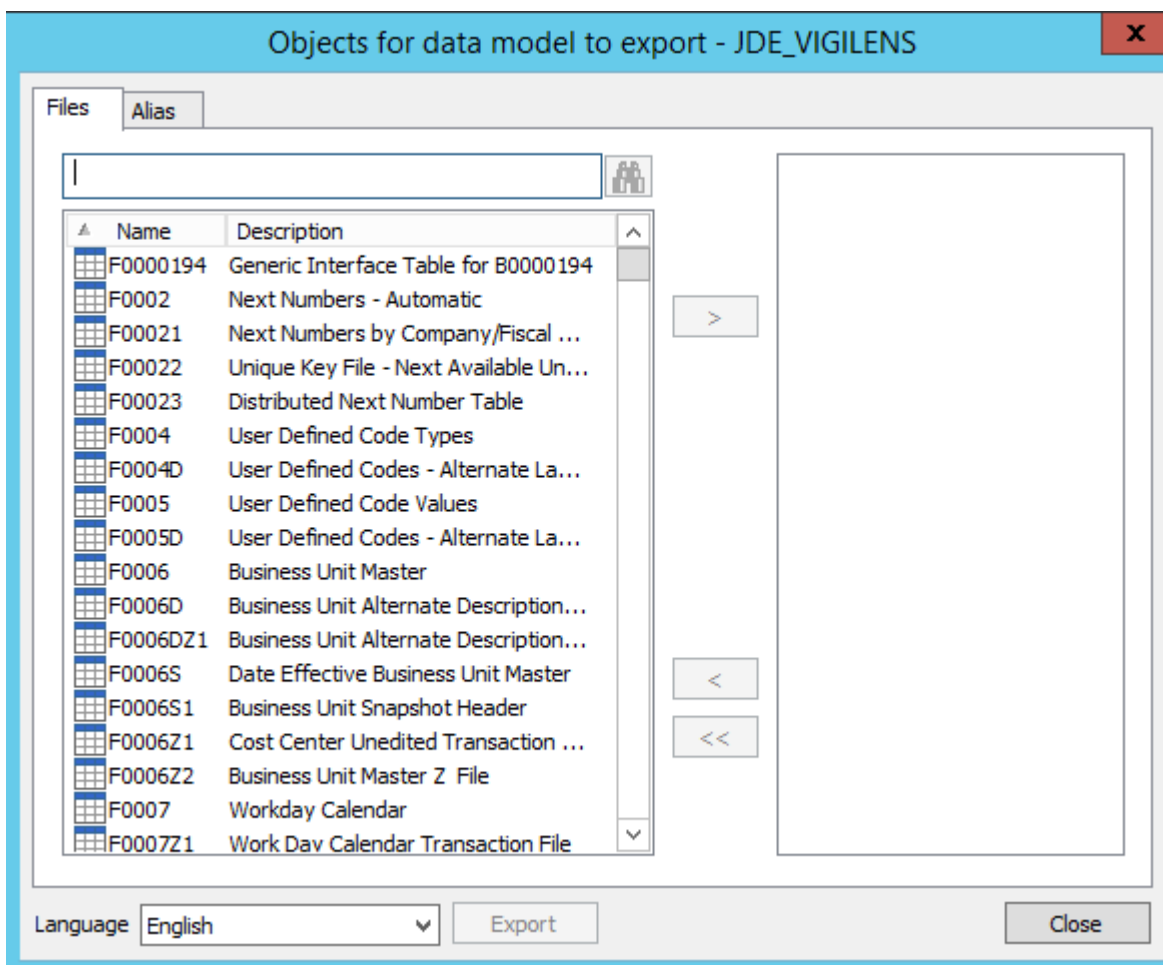 Objects for data model to export - JDE_VIGILENS
x
Files Alias
Name Description
F0000194 Generic Interface Table for B0000194
F0002 Next Numbers - Automatic
F00021 Next Numbers by Company/Fiscal ...
F00022 Unique Key File - Next Available Un...
F00023 Distributed Next Number Table
F0004 User Defined Code Types
F0004D User Defined Codes - Alternate La...
F0005 User Defined Code Values
F0005D User Defined Codes - Alternate La...
F0006 Business Unit Master
F0006D Business Unit Alternate Description...
F0006DZ1 Business Unit Alternate Description...
F0006S Date Effective Business Unit Master
F0006S1 Business Unit Snapshot Header
F0006Z1 Cost Center Unedited Transaction ...
F0006Z2 Business Unit Master Z File
F0007 Workday Calendar
F0007Z1 Work Day Calendar Transaction File
>
<
<<
Language English Export Close